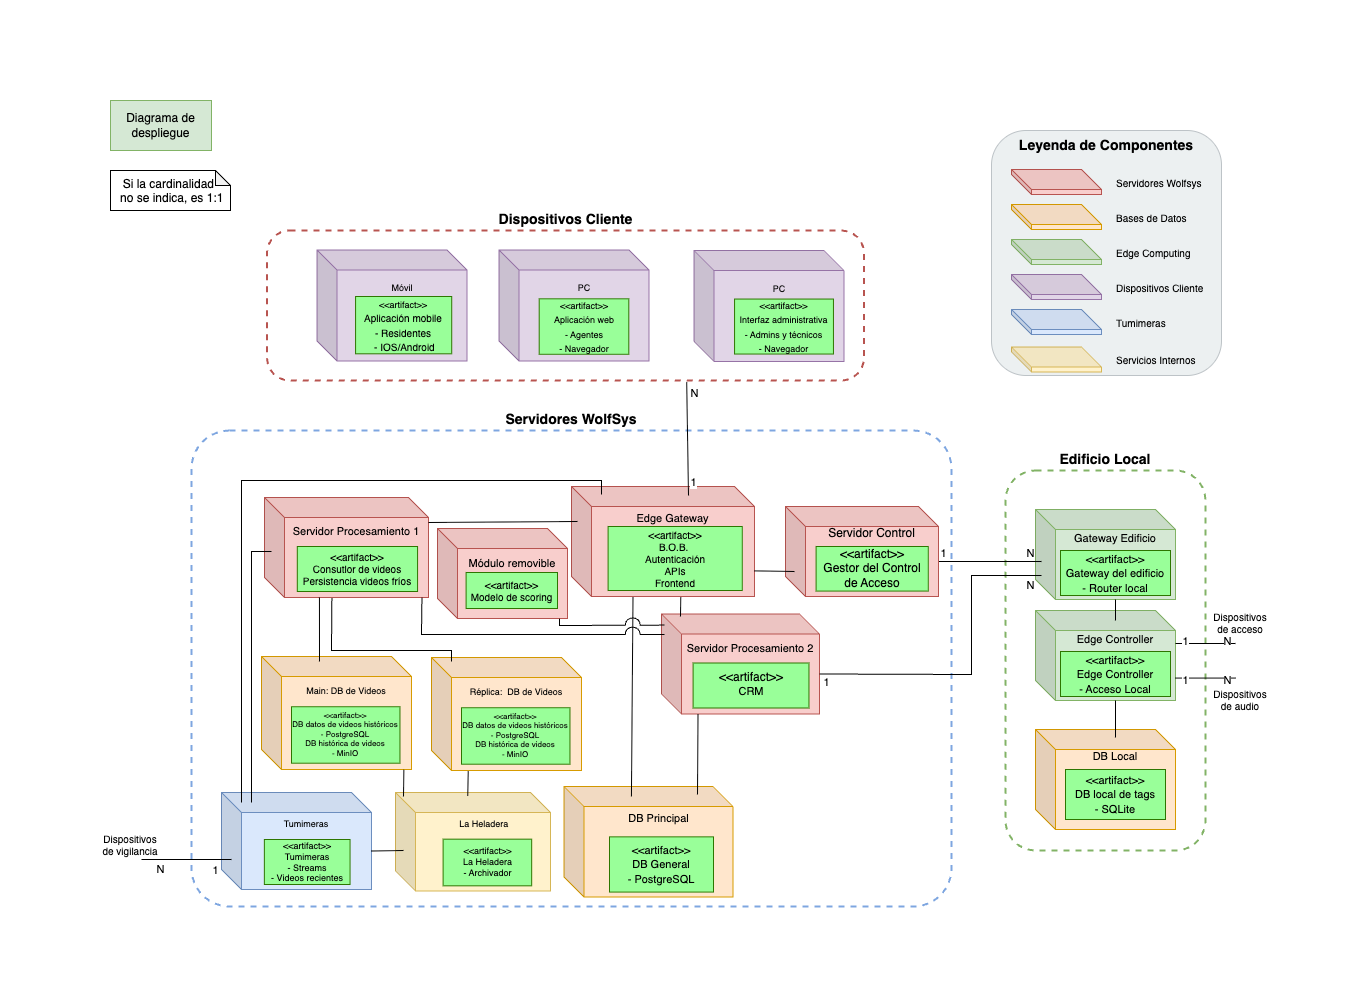 Diagrama de
despliegue
Si la cardinalidad
no se indica, es 1:1
Leyenda de Componentes
Servidores Wolfsys
Bases de Datos
Edge Computing
Dispositivos Cliente
Tumimeras
Servicios Internos
Dispositivos Cliente
Móvil
<<artifact>>
Aplicación mobile
- Residentes
- IOS/Android
PC
<<artifact>>
Aplicación web
- Agentes
- Navegador
PC
<<artifact>>
Interfaz administrativa
- Admins y técnicos
- Navegador
N
1
Servidores WolfSys
Servidor Procesamiento 1
<<artifact>>
Consutlor de videos
Persistencia videos fríos
Módulo removible
<<artifact>>
Modelo de scoring
Edge Gateway
<<artifact>>
B.O.B.
Autenticación
APIs
Frontend
Servidor Control
<<artifact>>
Gestor del Control
de Acceso
1
N
Servidor Procesamiento 2
<<artifact>>
CRM
1
N
Main: DB de Videos
<<artifact>>
DB datos de videos históricos
- PostgreSQL
DB histórica de videos
- MinIO
Réplica:  DB de Videos
<<artifact>>
DB datos de videos históricos
- PostgreSQL
DB histórica de videos
- MinIO
Tumimeras
<<artifact>>
Tumimeras
- Streams
- Videos recientes
Dispositivos
de vigilancia
N
1
La Heladera
<<artifact>>
La Heladera
- Archivador
DB Principal
<<artifact>>
DB General
- PostgreSQL
Edificio Local
Gateway Edificio
<<artifact>>
Gateway del edificio
- Router local
Edge Controller
<<artifact>>
Edge Controller
- Acceso Local
Dispositivos
de acceso
1
N
1
N
Dispositivos
de audio
DB Local
<<artifact>>
DB local de tags
- SQLite